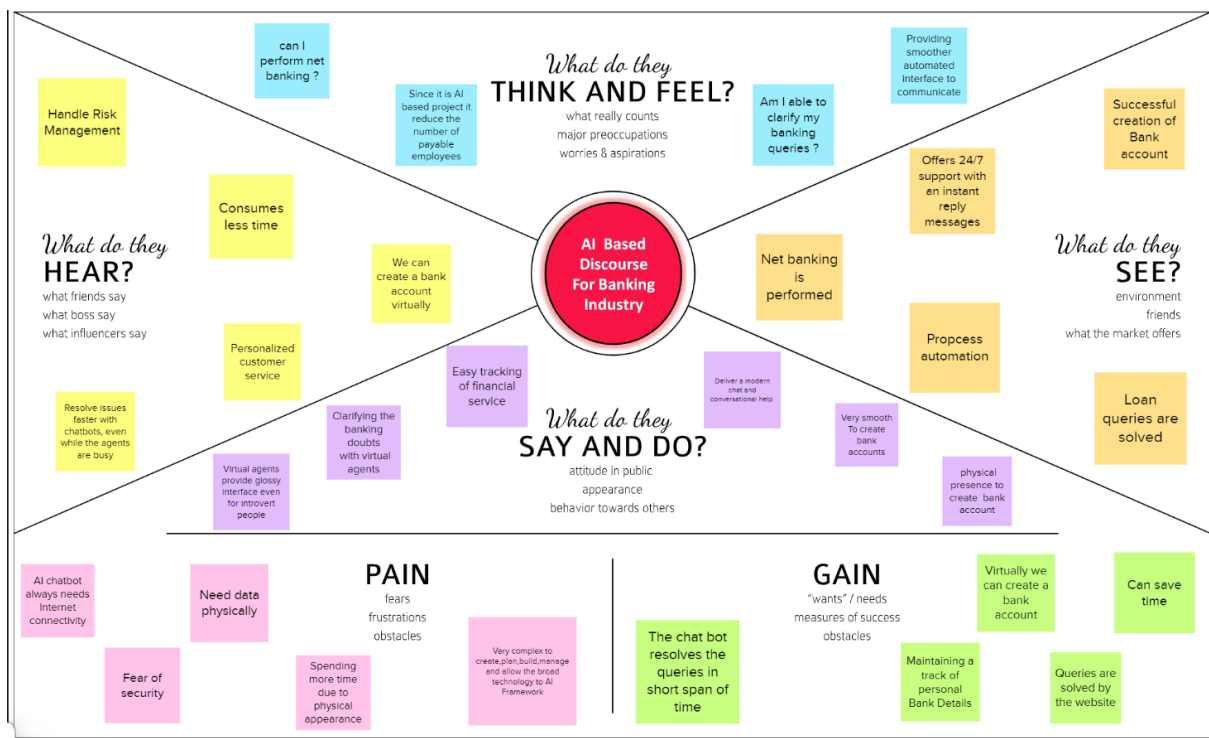 can I
perform net
banking ?
Since it is AI
based project it
reduce the
number of
payable
employees
What do they
THINK AND FEEL?
what really counts
major preoccupations
worries & aspirations
Am I able to
clarify my
banking
queries ?
Providing
smoother
automated
interface to
communicate
Handle Risk
Management
Consumes
less time
What do they
HEAR?
what friends say
what boss say
what influencers say
We can
create a bank
account
virtually
Personalized
customer
service
Resolve issues
faster with
chatbots, even
while the agents
are busy
AI Based
Discourse
For Banking
Industry
Successful
creation of
Bank
account
Offers 24/7
support with
an instant
reply
messages
Net banking
is
performed
What do they
SEE?
environment
friends
what the market offers
Propcess
automation
Loan
queries are
solved
Easy tracking
of financial
service
Clarifying the
banking
doubts
with virtual
agents
Virtual agents
provide glossy
interface even
for introvert
people
What do they
SAY AND DO?
attitude in public
appearance
behavior towards others
Deliver a modern
chat and
conversational help
Very smooth
To create
bank
accounts
physical
presence to
create bank
account
PAIN
fears
frustrations
obstacles
AI chatbot
always needs
Internet
connectivity
Need data
physically
Fear of
security
Spending
more time
due to
physical
appearance
Very complex to
create,plan,build,manage
and allow the broad
technology to AI
Framework
GAIN
"wants" / needs
measures of success
obstacles
The chat bot
resolves the
queries in
short span of
time
Virtually we
can create a
bank
account
Can save
time
Maintaining a
track of
personal
Bank Details
Queries are
solved by
the website